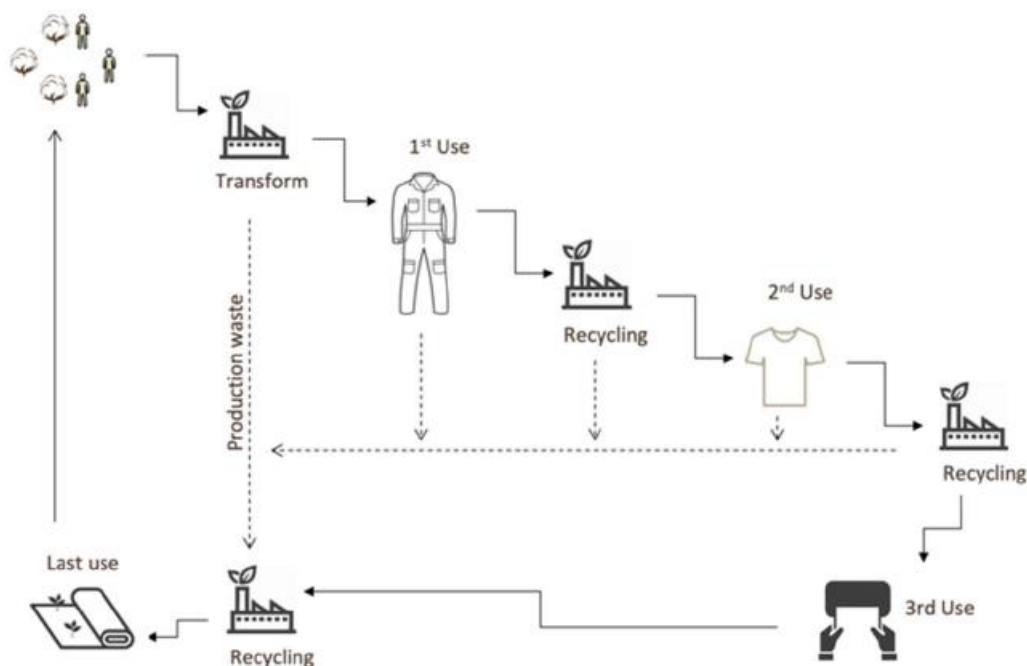 1st Use
Transform
2nd Use
Recycling
Production waste
Recycling
Last use
3rd Use
Recycling